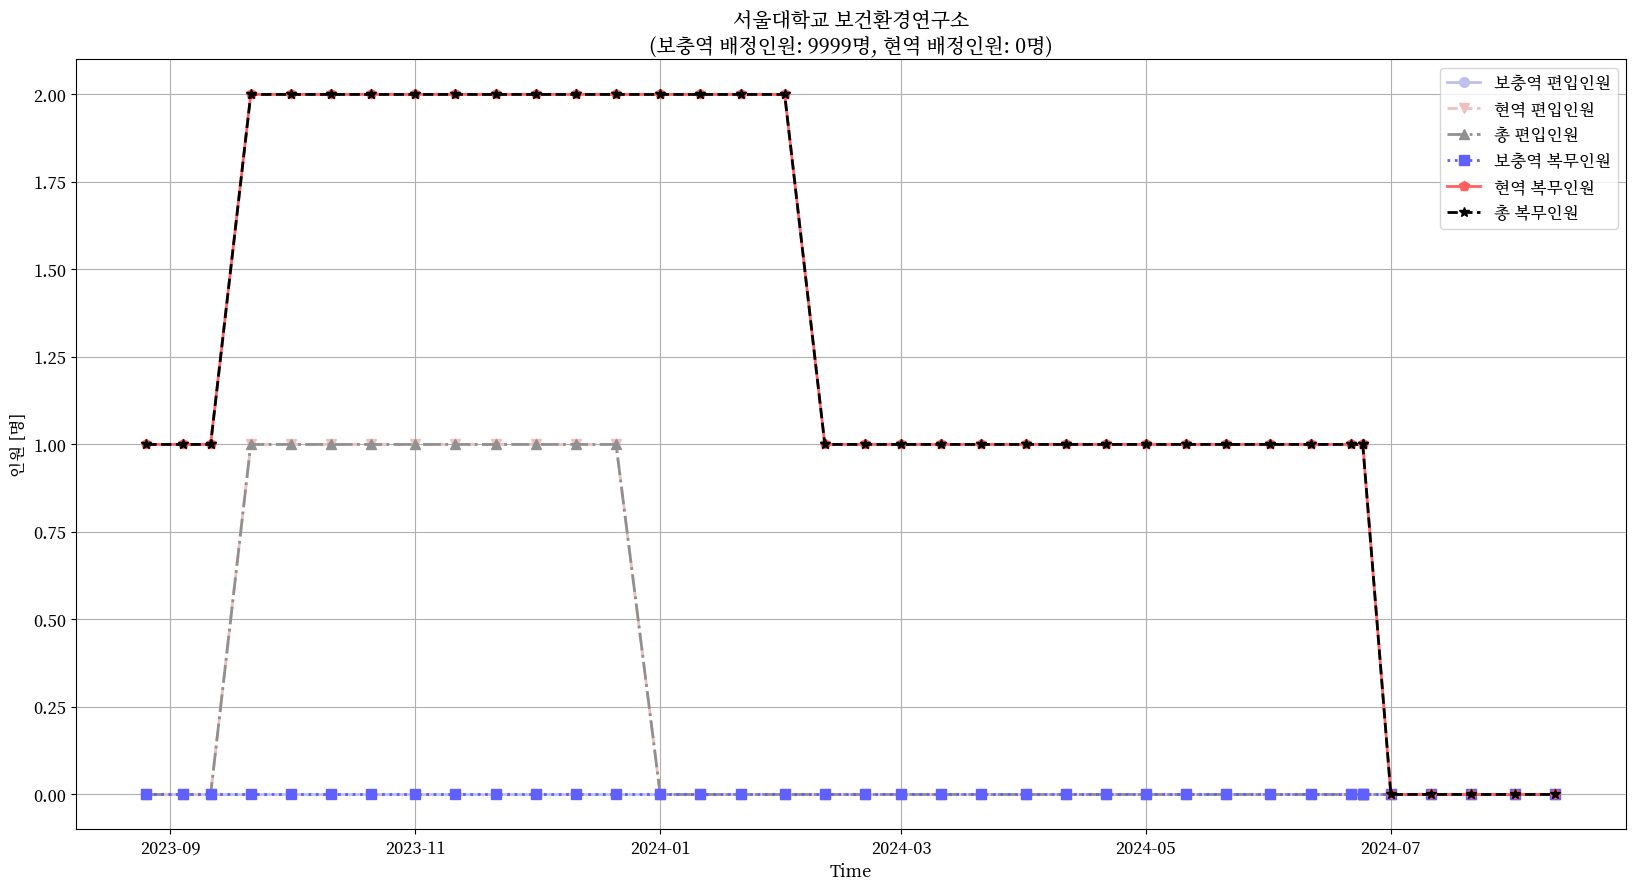 서울대학교 보건환경연구소
(보충역 배정인원: 9999명, 현역 배정인원: 0명)
보충역 편입인원
현역 편입인원
총 편입인원
보충역 복무인원
현역 복무인원
총 복무인원
인원 [명]
2.00
1.75
1.50
1.25
1.00
0.75
0.50
0.25
0.00
2023-09 2023-11 2024-01 2024-03 2024-05 2024-07
Time